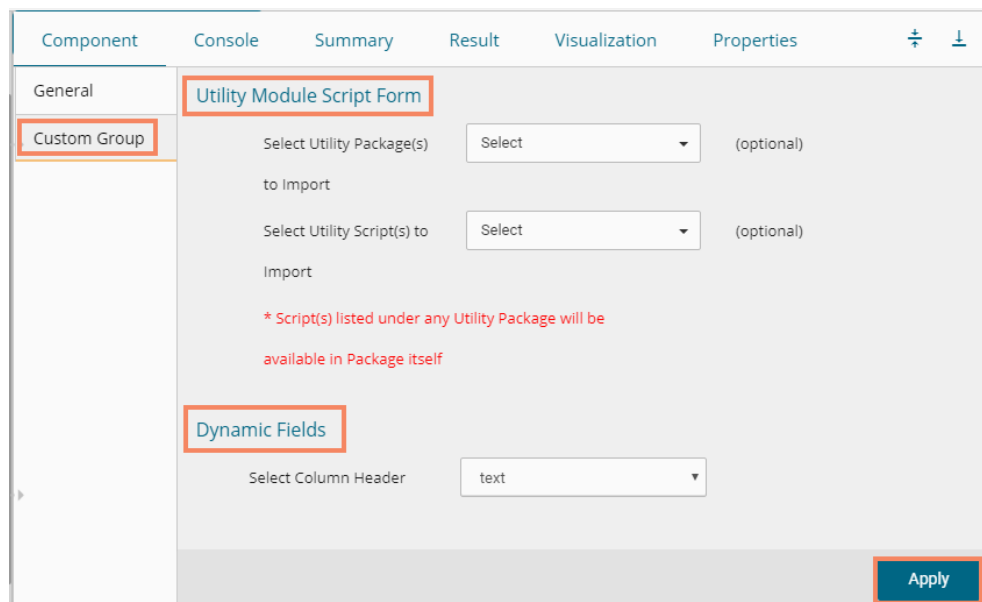 Component Console Summary Result Visualization Properties
General
Utility Module Script Form
Custom Group
Select Utility Package(s) Select (optional)
to Import
Select Utility Script(s) to Select (optional)
Import
* Script(s) listed under any Utility Package will be
available in Package itself
Dynamic Fields
Select Column Header text
Apply